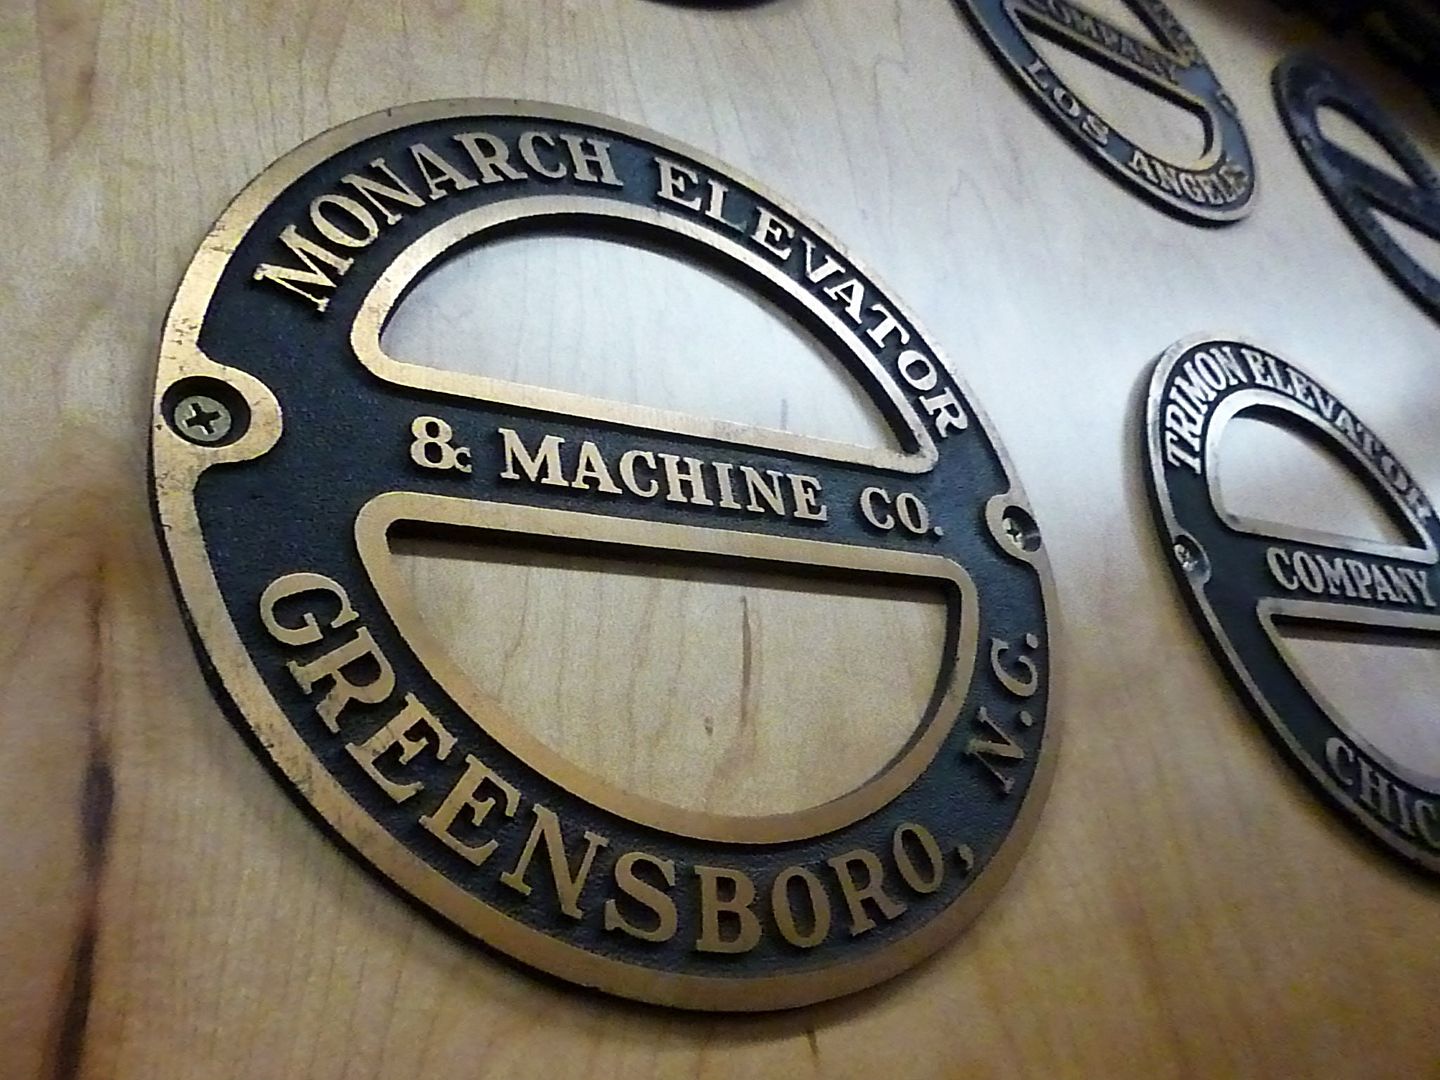 MONARCH ELEVATOR
& MACHINE CO.
GREENSBORO, N.C.
COMPANY
LOS ANGELES
TRIMON ELEVATOR
COMPANY